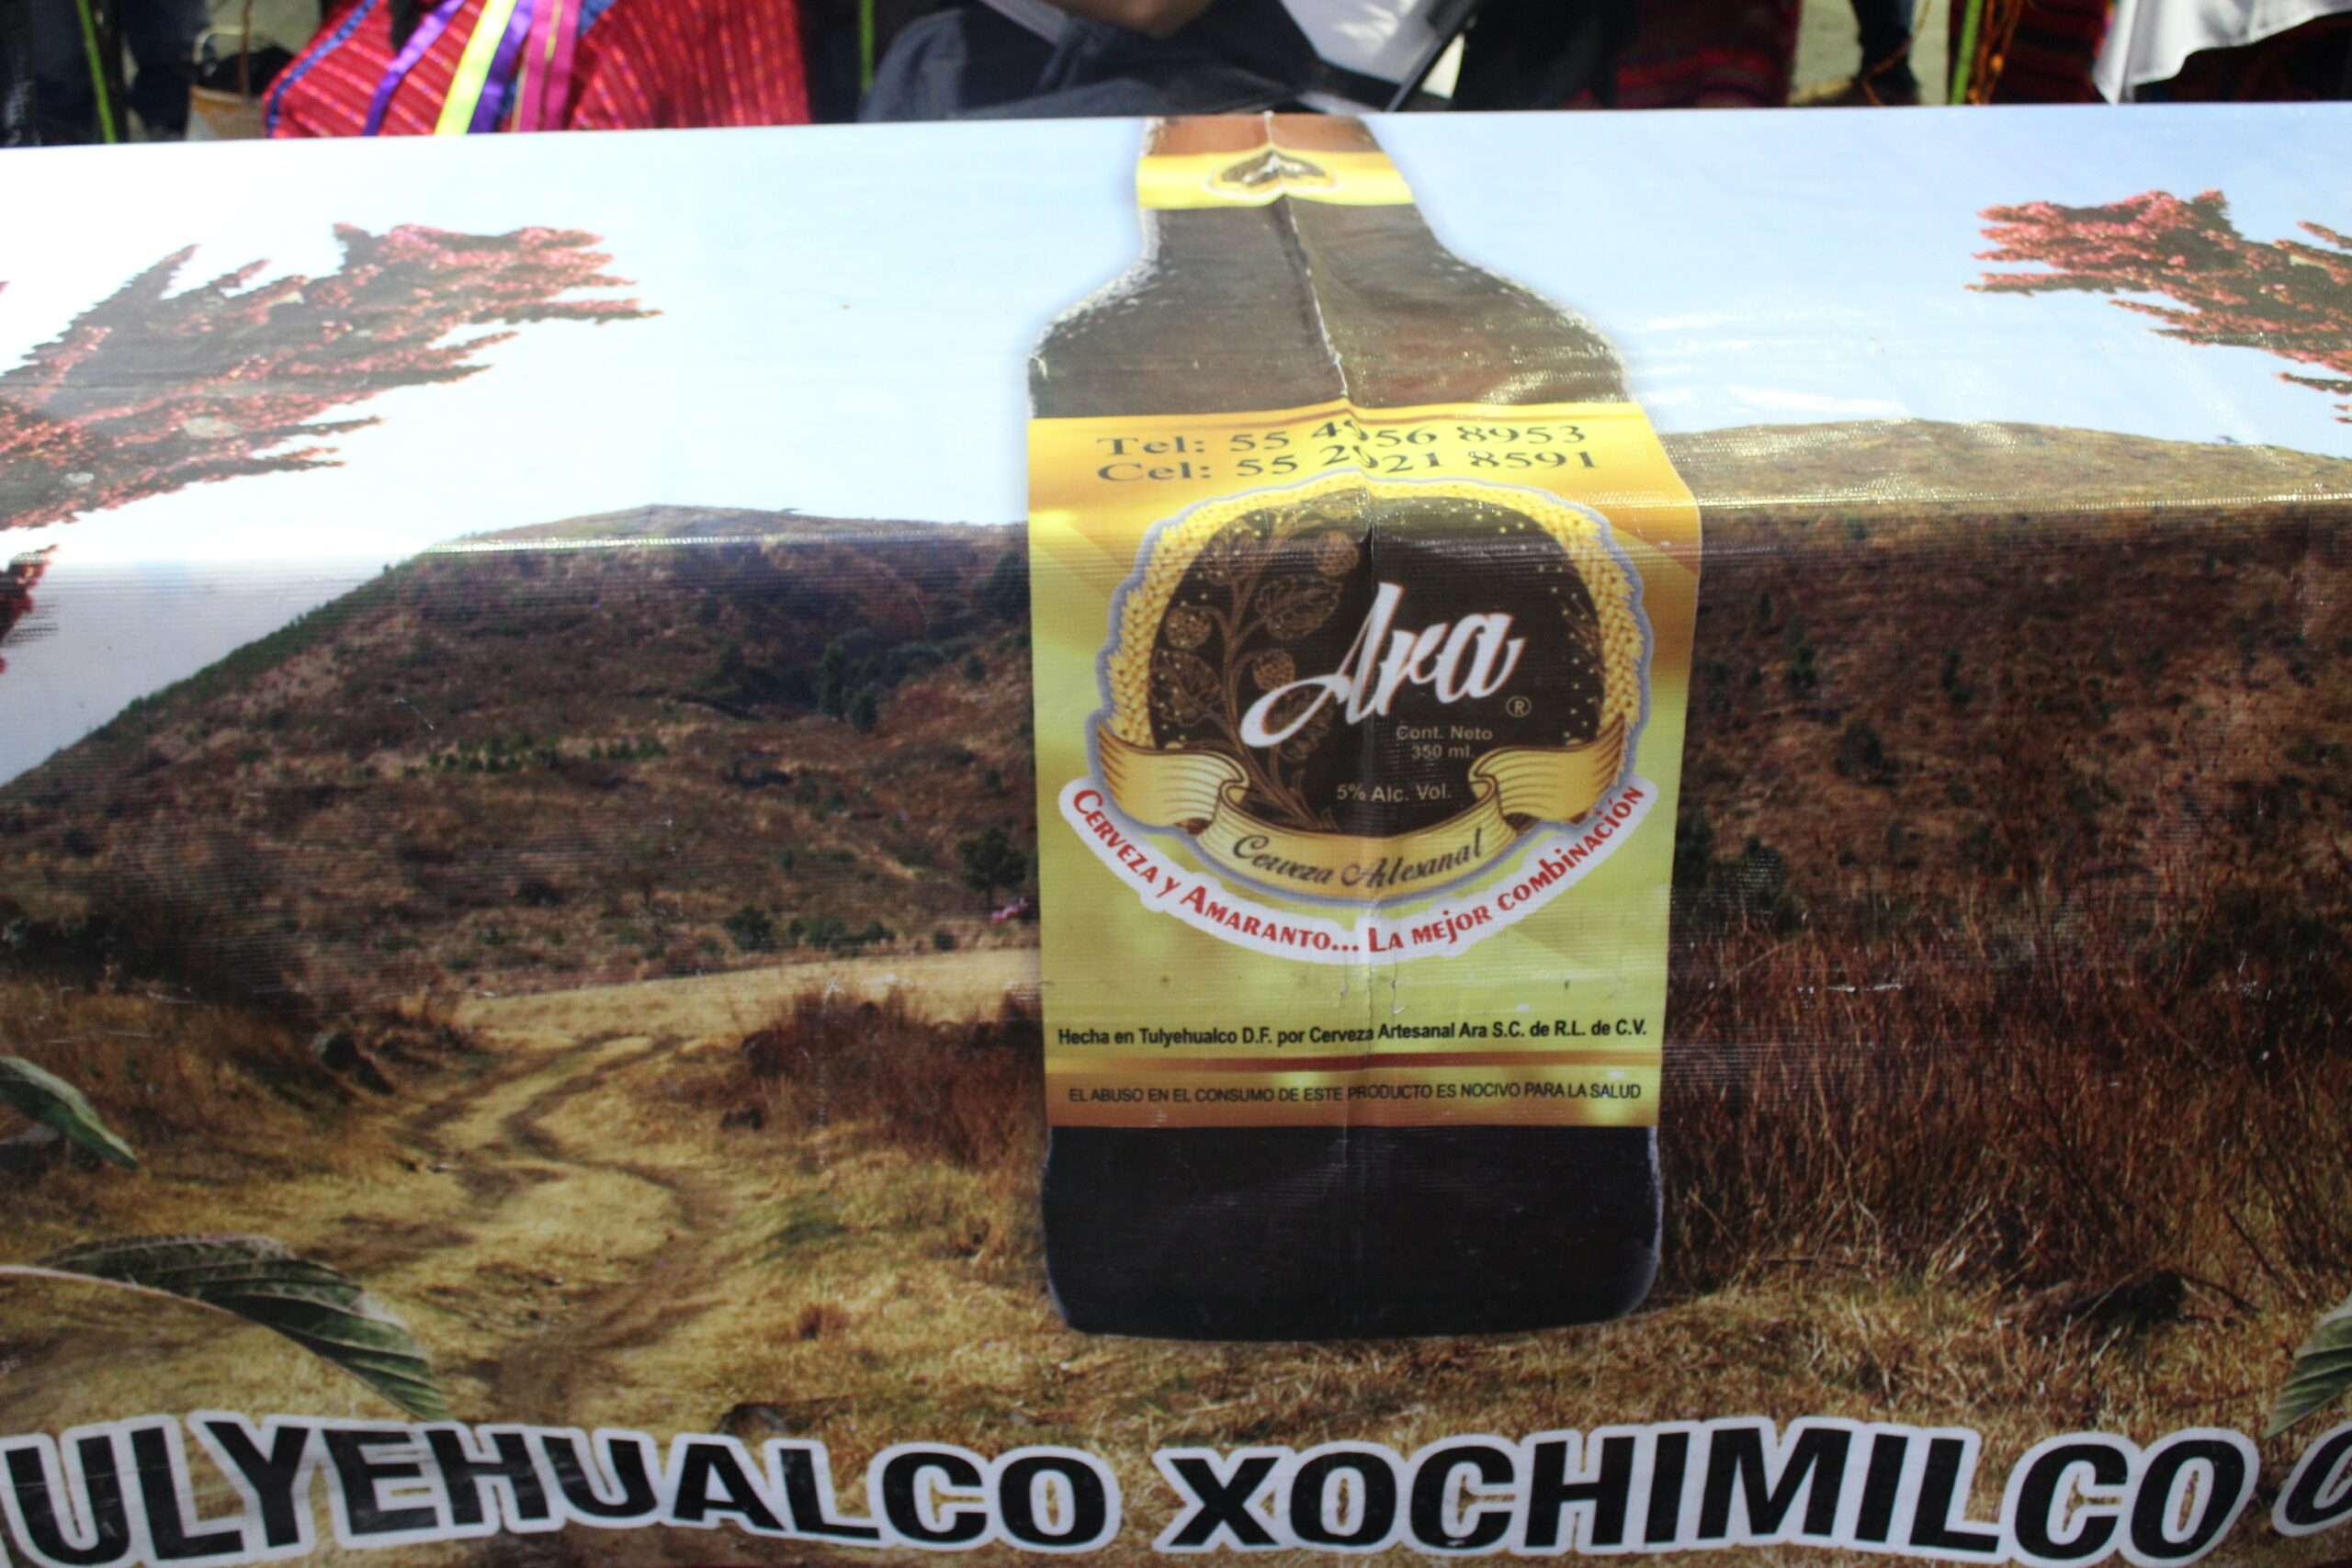 Tel: 55 4956 8953
Cel: 55 2921 8591
Ara ®
Cont. Neto
350 ml.
5% Alc. Vol.
Cerveza Artesanal
CERVEZA Y AMARANTO... LA MEJOR COMBINACIÓN
Hecha en Tulyehualco D.F. por Cerveza Artesanal Ara S.C. de R.L. de C.V.
EL ABUSO EN EL CONSUMO DE ESTE PRODUCTO ES NOCIVO PARA LA SALUD
ULYEHUALCO XOCHIMILCO